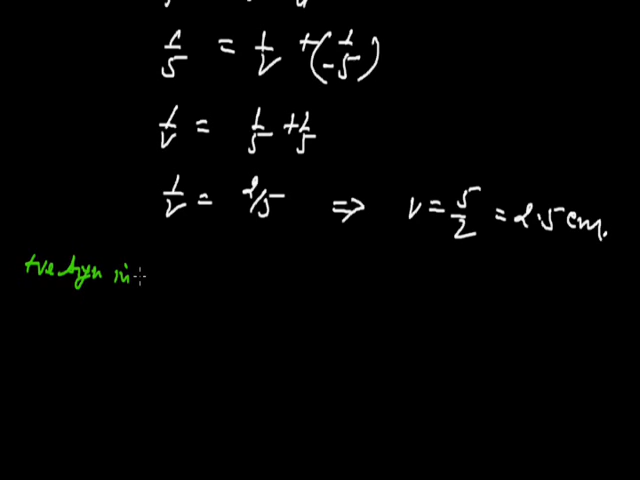 1/5 = 1/v + (1/-5)
1/v = 1/5 + 1/5
1/v = 2/5 ⇒ v = 5/2 = 2.5 cm.
+ve sign in